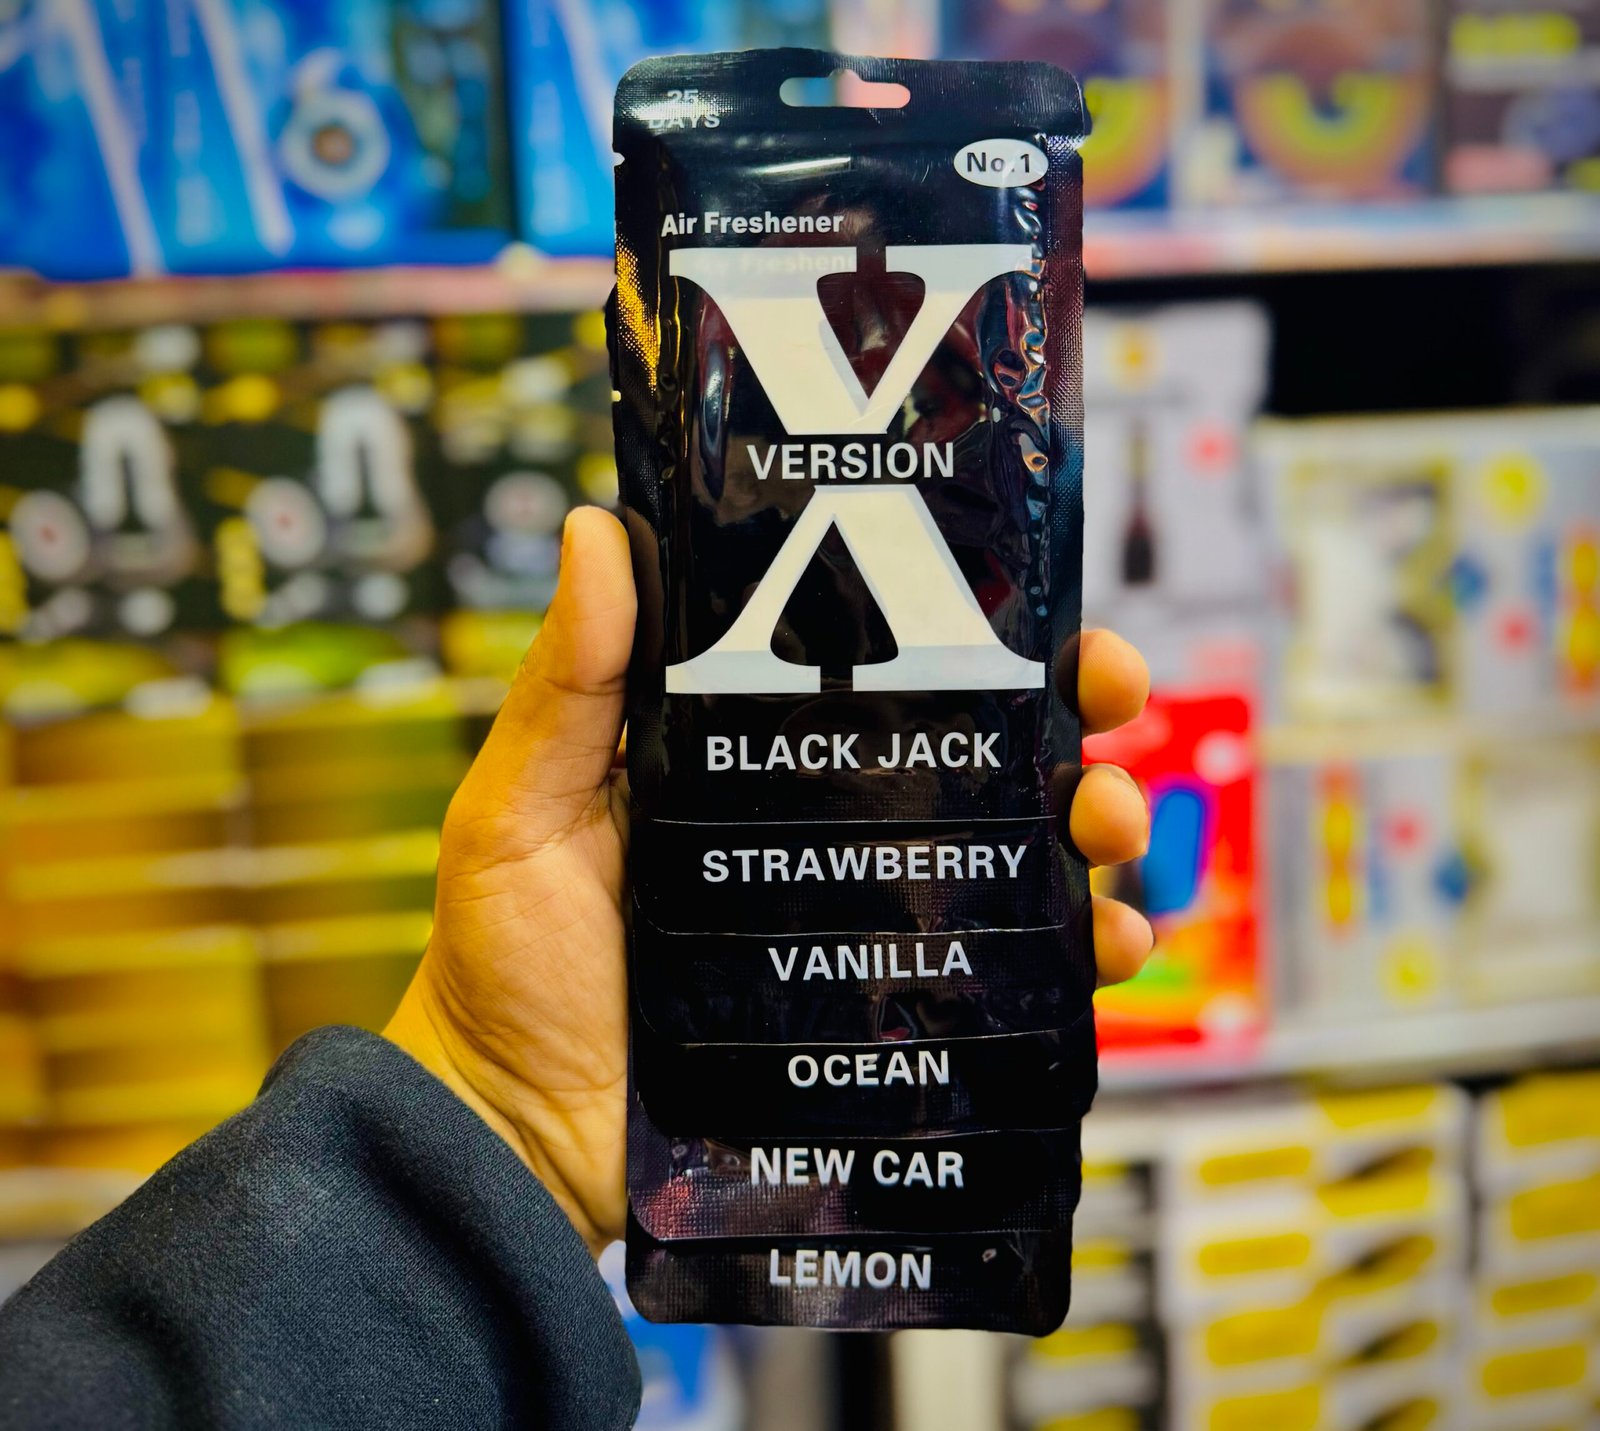 25
DAYS
No.1
Air Freshener
X
VERSION
BLACK JACK
STRAWBERRY
VANILLA
OCEAN
NEW CAR
LEMON